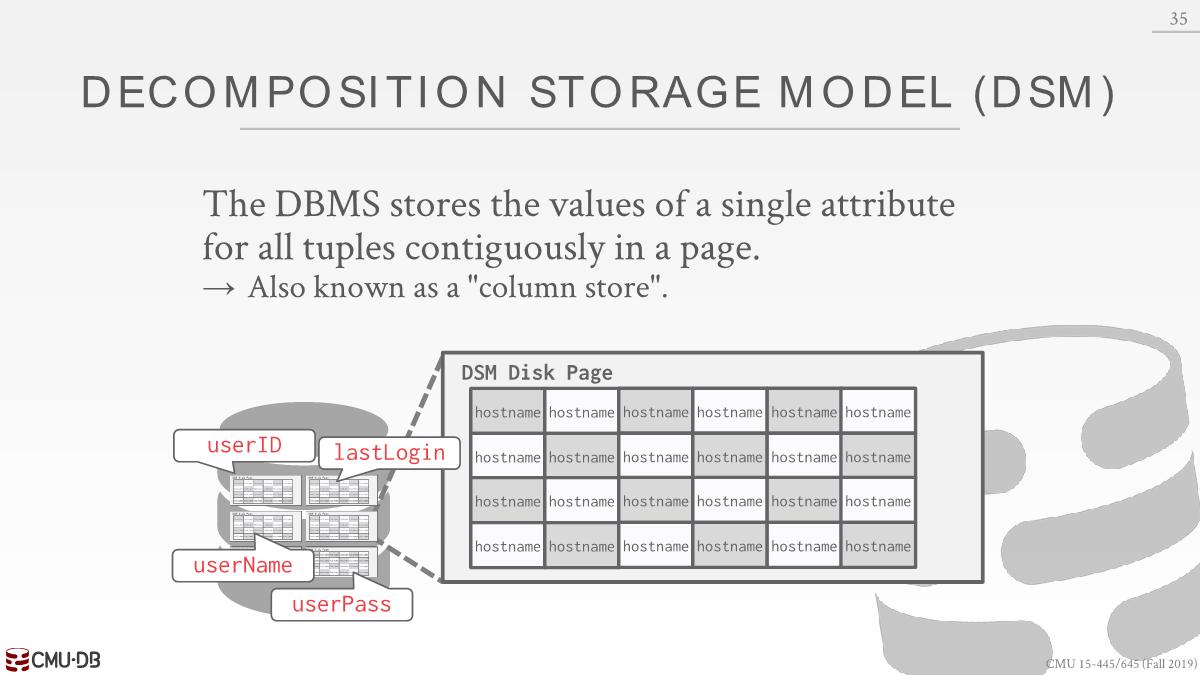 35
DECOMPOSITION STORAGE MODEL (DSM)
The DBMS stores the values of a single attribute
for all tuples contiguously in a page.
→ Also known as a "column store".
DSM Disk Page
hostname hostname hostname hostname hostname hostname
hostname hostname hostname hostname hostname hostname
hostname hostname hostname hostname hostname hostname
hostname hostname hostname hostname hostname hostname
userID
lastLogin
userName
userPass
CMU·DB
CMU 15-445/645 (Fall 2019)